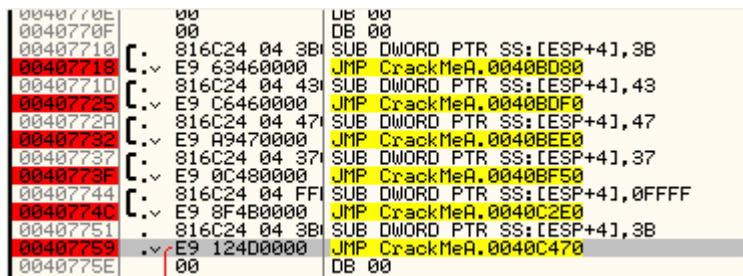 0040770E 00 DB 00
0040770F 00 DB 00
00407710 . 816C24 04 3B SUB DWORD PTR SS:[ESP+4],3B
00407718 . E9 63460000 JMP CrackMeA.0040BD80
0040771D . 816C24 04 43 SUB DWORD PTR SS:[ESP+4],43
00407725 . E9 C6460000 JMP CrackMeA.0040BDF0
0040772A . 816C24 04 47 SUB DWORD PTR SS:[ESP+4],47
00407732 . E9 A9470000 JMP CrackMeA.0040BEE0
00407737 . 816C24 04 37 SUB DWORD PTR SS:[ESP+4],37
0040773F . E9 0C480000 JMP CrackMeA.0040BF50
00407744 . 816C24 04 FF SUB DWORD PTR SS:[ESP+4],0FFFF
0040774C . E9 8F4B0000 JMP CrackMeA.0040C2E0
00407751 . 816C24 04 3B SUB DWORD PTR SS:[ESP+4],3B
00407759 . E9 124D0000 JMP CrackMeA.0040C470
0040775E 00 DB 00